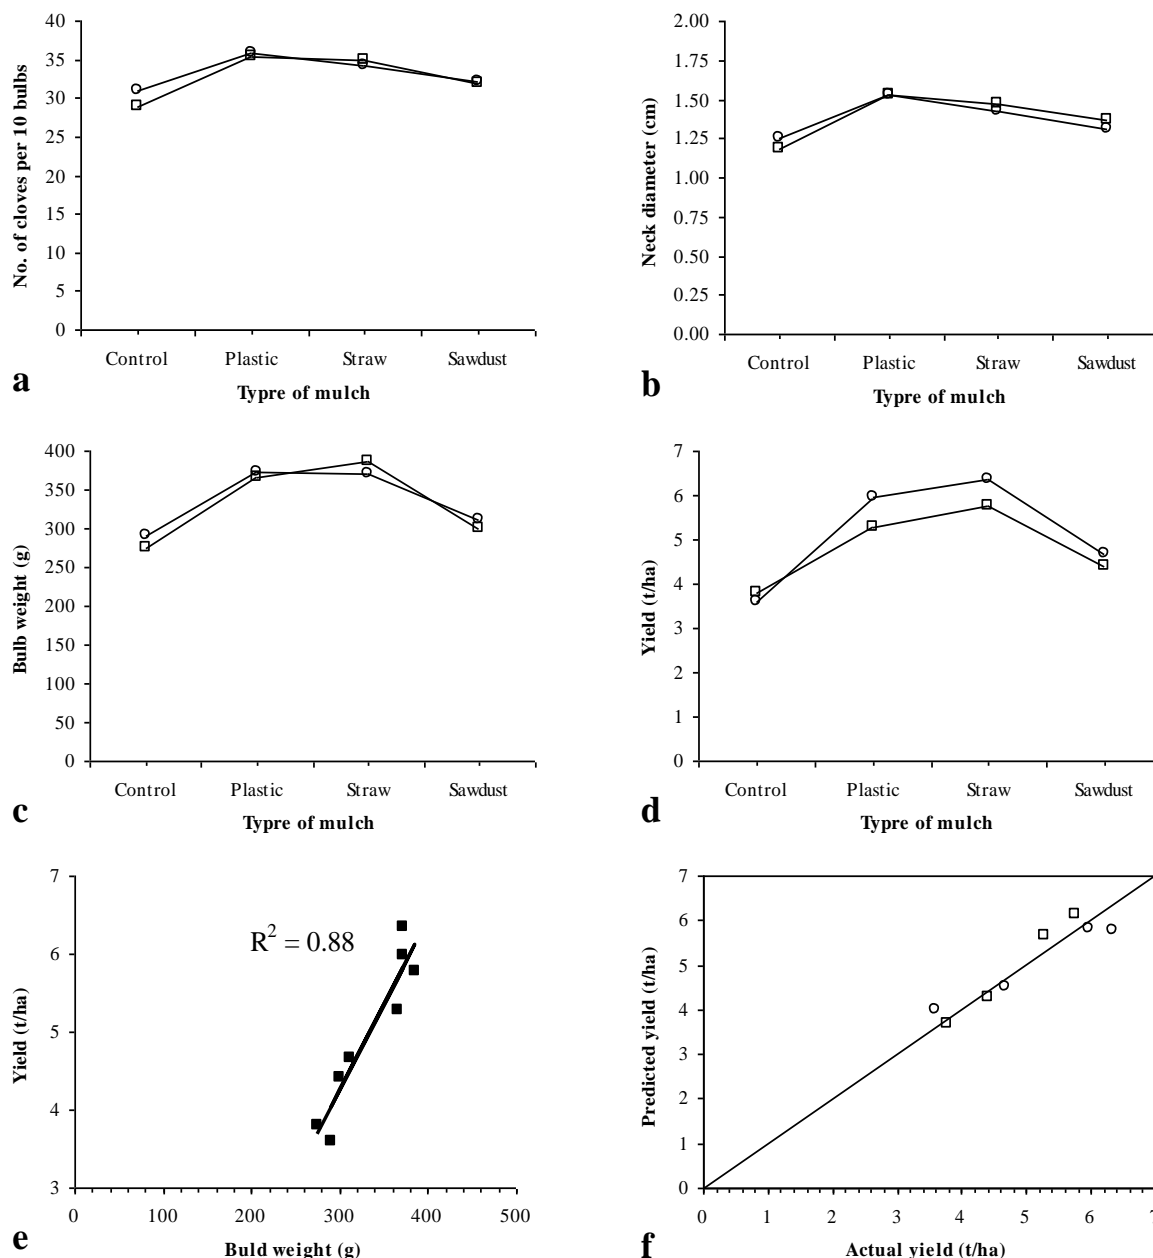 40
35
30
25
20
15
10
5
0
No. of cloves per 10 bulbs
Control Plastic Straw Sawdust
Typre of mulch
a
2.00
1.75
1.50
1.25
1.00
0.75
0.50
0.25
0.00
Neck diameter (cm)
Control Plastic Straw Sawdust
Typre of mulch
b
400
350
300
250
200
150
100
50
0
Bulb weight (g)
Control Plastic Straw Sawdust
Typre of mulch
c
7
6
5
4
3
2
1
0
Yield (t/ha)
Control Plastic Straw Sawdust
Typre of mulch
d
7
6
5
4
3
Yield (t/ha)
R² = 0.88
0 100 200 300 400 500
Buld weight (g)
e
7
6
5
4
3
2
1
0
Predicted yield (t/ha)
0 1 2 3 4 5 6 7
Actual yield (t/ha)
f